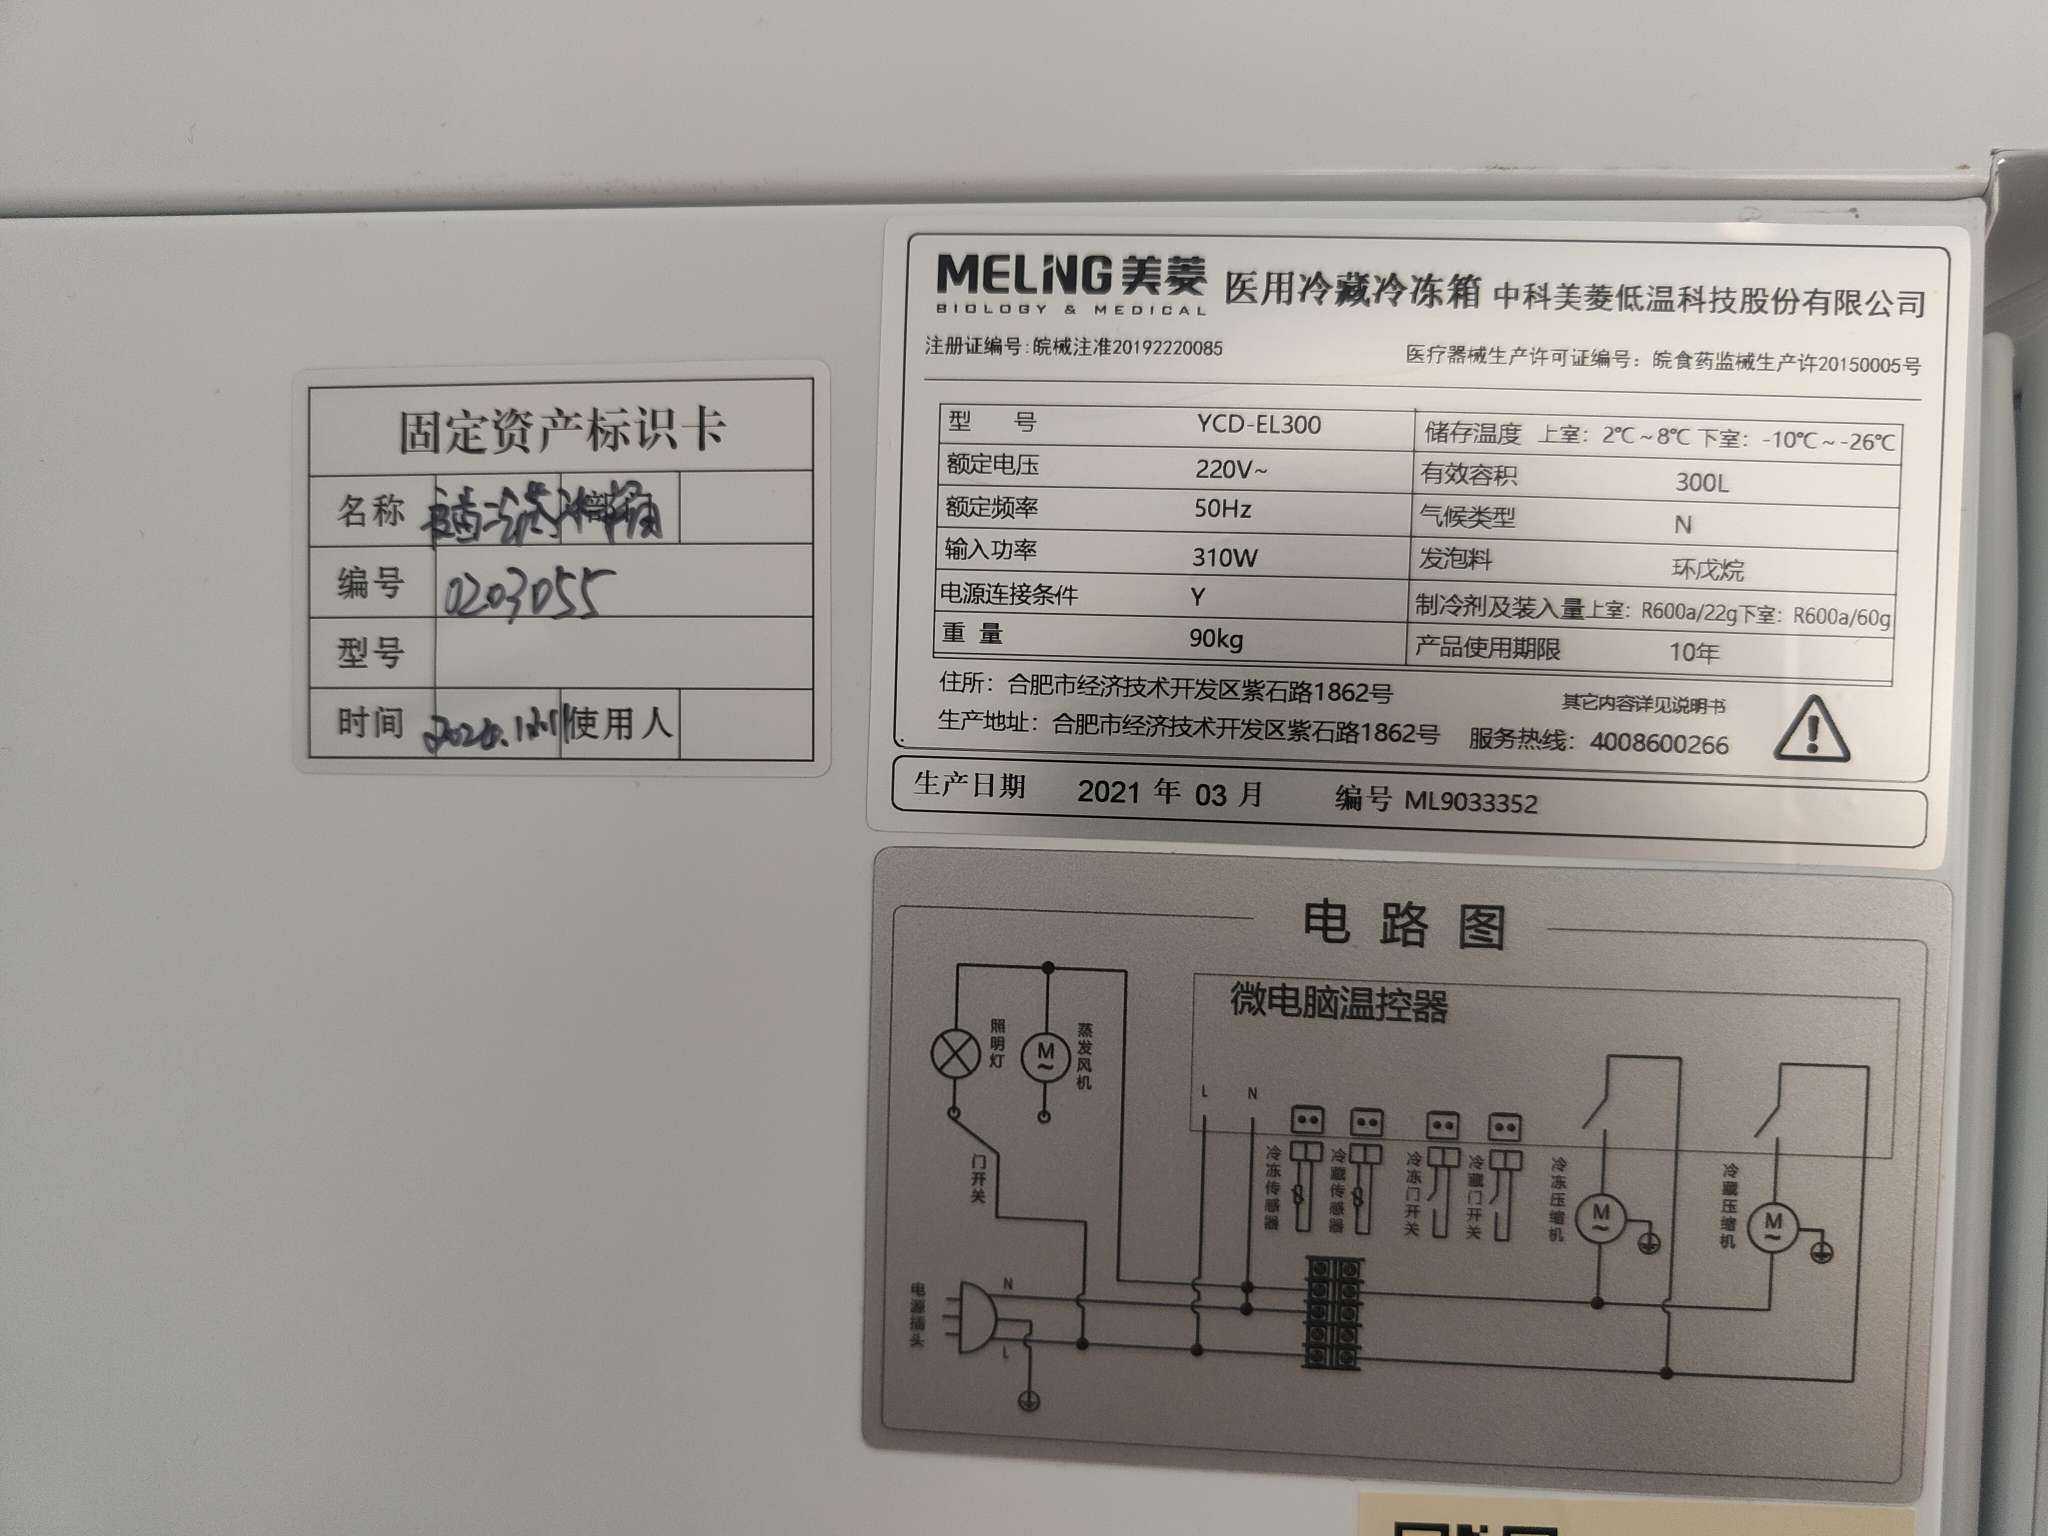 固定资产标识卡
名称
编号 0203055
型号
时间 使用人
MELING美菱 医用冷藏冷冻箱 中科美菱低温科技股份有限公司
BIOLOGY & MEDICAL
注册证编号:皖械注准20192220085 医疗器械生产许可证编号：皖食药监械生产许20150005号
型 号 YCD-EL300 储存温度 上室：2℃~8℃ 下室：-10℃~-26℃
额定电压 220V~ 有效容积 300L
额定频率 50Hz 气候类型 N
输入功率 310W 发泡料 环戊烷
电源连接条件 Y 制冷剂及装入量上室：R600a/22g下室：R600a/60g
重 量 90kg 产品使用期限 10年
住所：合肥市经济技术开发区紫石路1862号 其它内容详见说明书
生产地址：合肥市经济技术开发区紫石路1862号 服务热线：4008600266
生产日期 2021 年 03 月 编号 ML9033352
电路图
微电脑温控器
照明灯
M~
蒸发风机
门开关
L N
冷冻传感器
冷藏传感器
冷冻门开关
冷藏门开关
冷冻压缩机
M~
冷藏压缩机
M~
电源插头
N
L